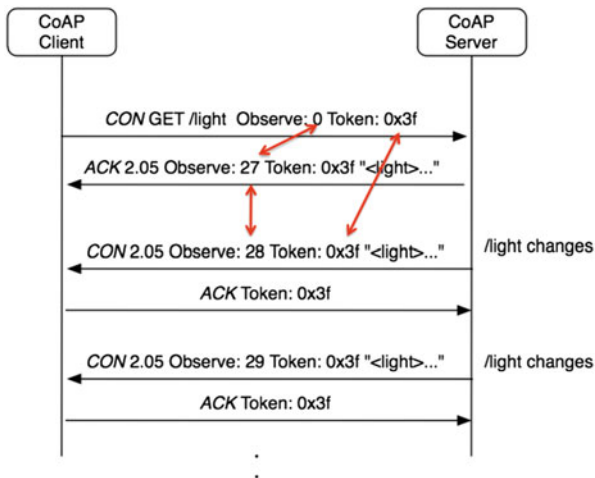 CoAP
Client
CoAP
Server
CON GET /light Observe: 0 Token: 0x3f
ACK 2.05 Observe: 27 Token: 0x3f "<light>..."
CON 2.05 Observe: 28 Token: 0x3f "<light>..."
/light changes
ACK Token: 0x3f
CON 2.05 Observe: 29 Token: 0x3f "<light>..."
/light changes
ACK Token: 0x3f